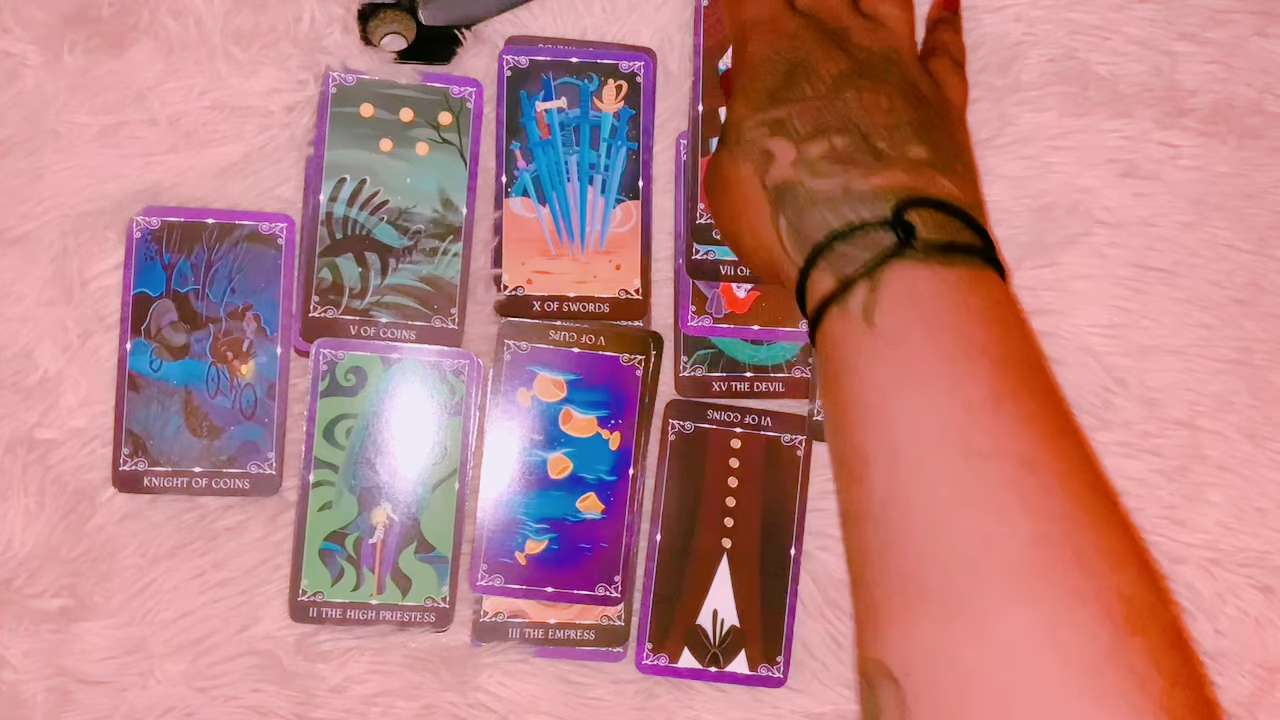 V OF COINS
X OF SWORDS
VII OF
XV THE DEVIL
KNIGHT OF COINS
V OF CUPS
VI OF COINS
II THE HIGH PRIESTESS
III THE EMPRESS